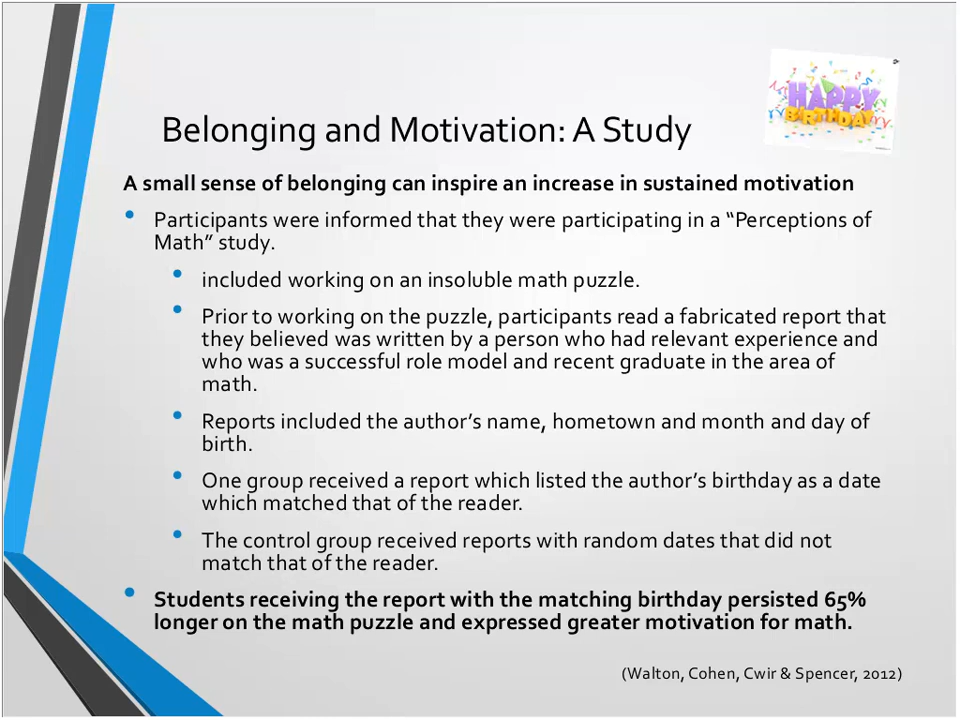 HAPPY
BIRTHDAY
Belonging and Motivation: A Study
A small sense of belonging can inspire an increase in sustained motivation
• Participants were informed that they were participating in a “Perceptions of
Math” study.
• included working on an insoluble math puzzle.
• Prior to working on the puzzle, participants read a fabricated report that
they believed was written by a person who had relevant experience and
who was a successful role model and recent graduate in the area of
math.
• Reports included the author’s name, hometown and month and day of
birth.
• One group received a report which listed the author’s birthday as a date
which matched that of the reader.
• The control group received reports with random dates that did not
match that of the reader.
• Students receiving the report with the matching birthday persisted 65%
longer on the math puzzle and expressed greater motivation for math.
(Walton, Cohen, Cwir & Spencer, 2012)